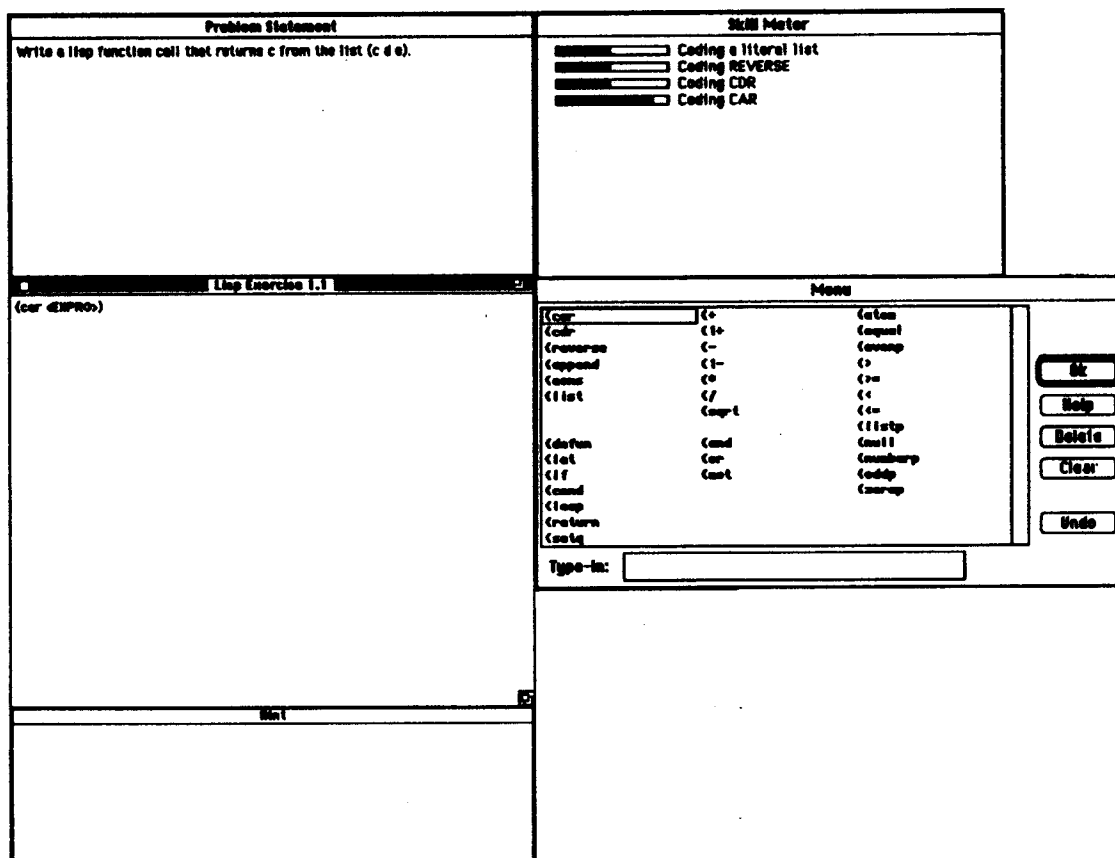 Problem Statement
Write a lisp function call that returns c from the list (c d e).
Skill Meter
Coding a literal list
Coding REVERSE
Coding CDR
Coding CAR
Lisp Exercise 1.1
(car <EXPR0>)
Menu
(car
(cdr
(reverse
(append
(cons
(list
(defun
(let
(if
(cond
(loop
(return
(setq
(+
(1+
(-
(1-
(*
(/
(sqrt
(and
(or
(not
(atom
(equal
(evenp
(>
(>=
(<
(<=
(listp
(null
(numberp
(oddp
(zerop
Ok
Help
Delete
Clear
Undo
Type-in:
Hint